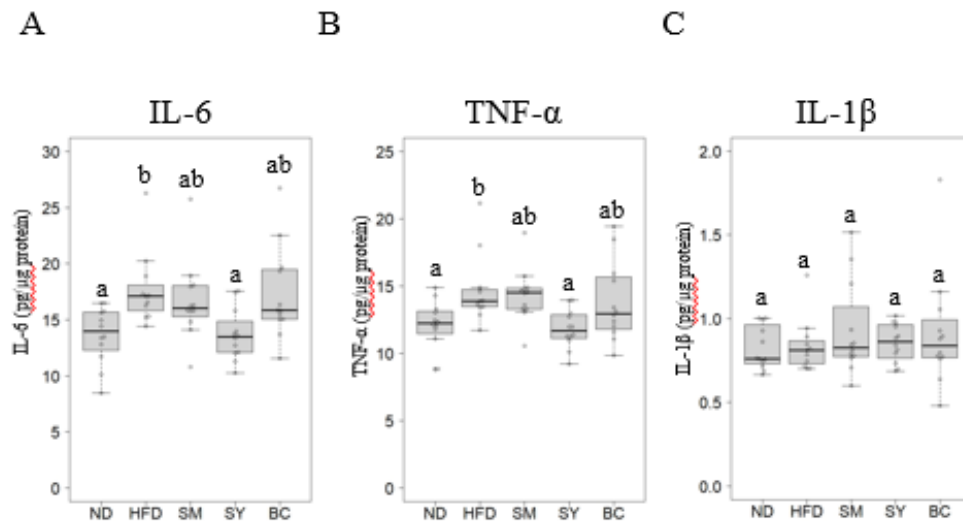 A
B
C
IL-6
TNF-α
IL-1β
IL-6 (pg/μg protein)
30
25
20
15
10
5
0
a
b
ab
a
ab
ND HFD SM SY BC
TNF-α (pg/μg protein)
25
20
15
10
5
0
a
b
ab
a
ab
ND HFD SM SY BC
IL-1β (pg/μg protein)
2.0
1.5
1.0
0.5
0.0
a
a
a
a
a
ND HFD SM SY BC